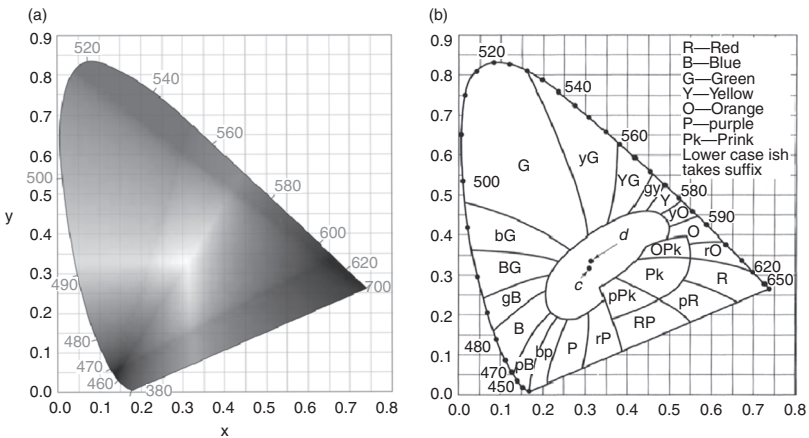 (a)
0.9
0.8
0.7
0.6
0.5
0.4
0.3
0.2
0.1
0.0
y
520
540
560
580
600
620
700
500
490
480
470
460
380
0.0 0.1 0.2 0.3 0.4 0.5 0.6 0.7 0.8
x
(b)
0.9
0.8
0.7
0.6
0.5
0.4
0.3
0.2
0.1
0.0
520
540
560
580
590
620
650
500
480
470
450
R—Red
B—Blue
G—Green
Y—Yellow
O—Orange
P—purple
Pk—Prink
Lower case ish
takes suffix
G
yG
YG
gy
Y
yO
O
rO
R
OPk
Pk
pPk
pR
RP
rP
P
bp
pB
B
gB
BG
bG
d
c
0.0 0.1 0.2 0.3 0.4 0.5 0.6 0.7 0.8